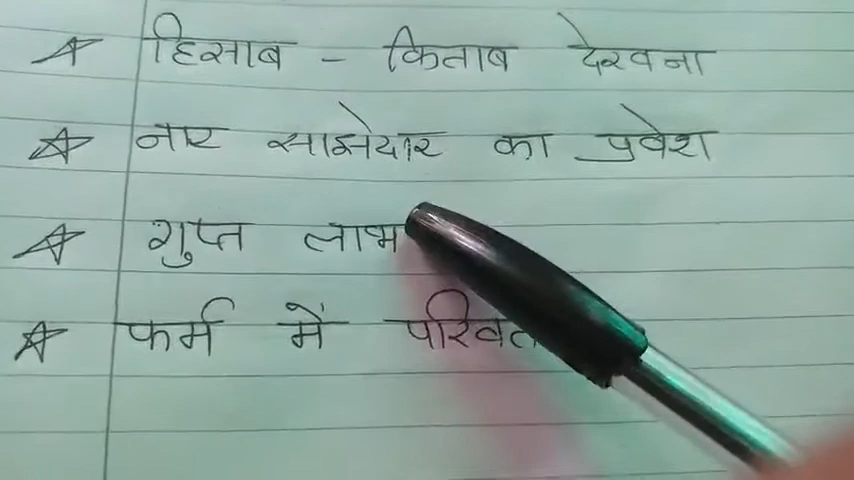 हिसाब - किताब देखना
नए साझेदार का प्रवेश
गुप्त लाभ
फर्म में